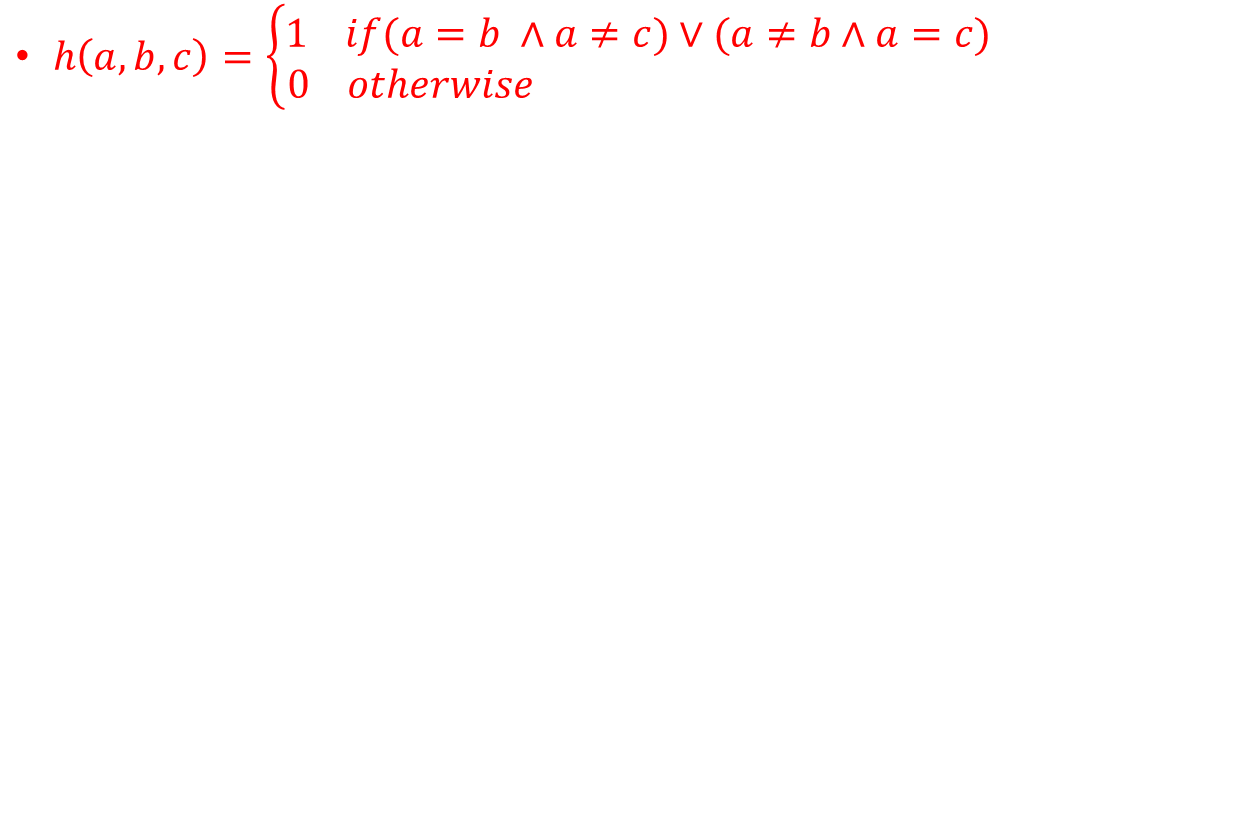 • h(a, b, c) = {1 if(a = b ∧ a ≠ c) ∨ (a ≠ b ∧ a = c)
0 otherwise